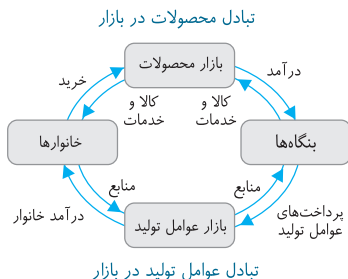 تبادل محصولات در بازار
بازار محصولات
درآمد
خرید
کالا و
خدمات
کالا و
خدمات
بنگاه‌ها
خانوارها
منابع
منابع
پرداخت‌های
عوامل تولید
درآمد خانوار
بازار عوامل تولید
تبادل عوامل تولید در بازار